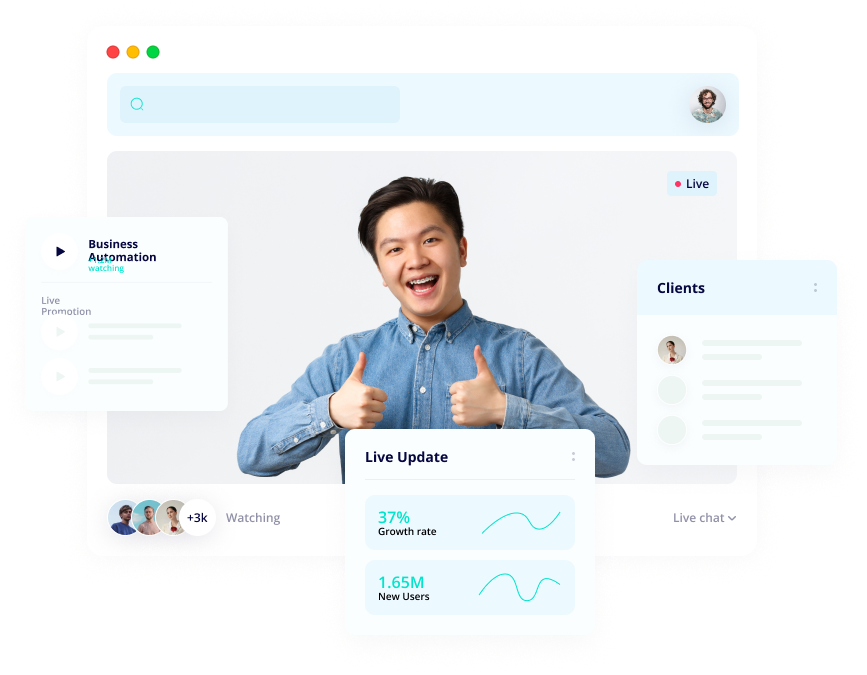 Live
Business
Automation
watching
Live
Promotion
Clients
Live Update
37%
Growth rate
1.65M
New Users
+3k
Watching
Live chat